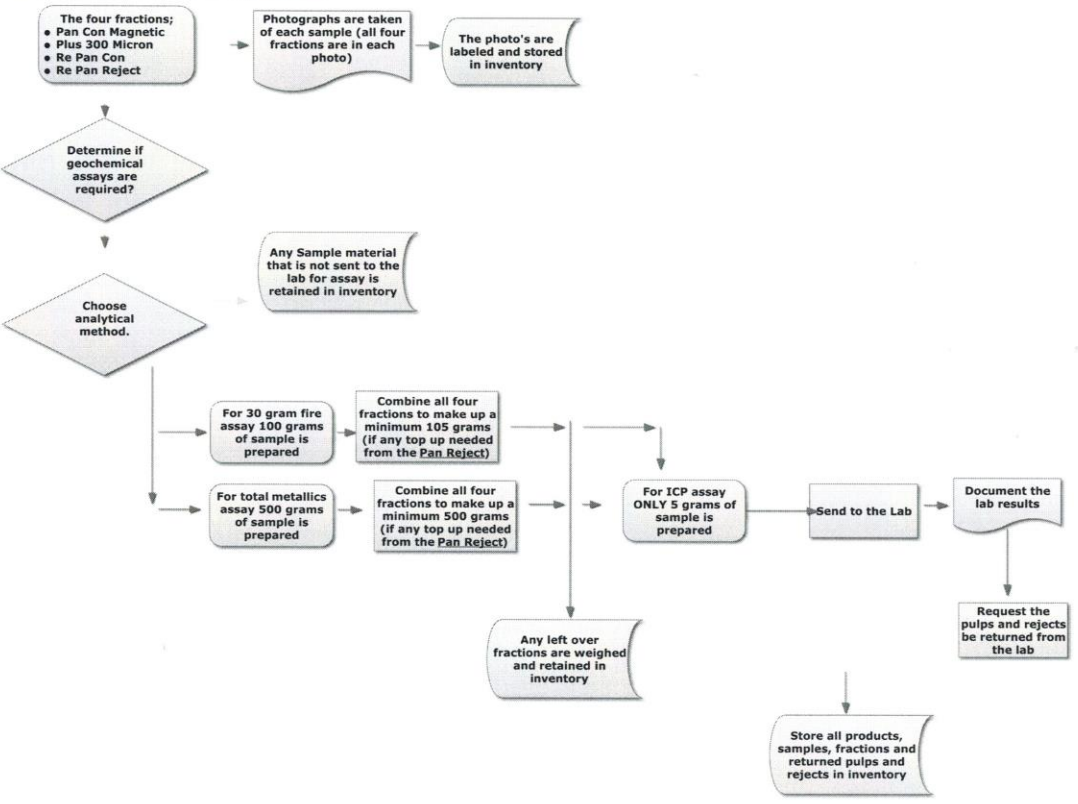 The four fractions;
• Pan Con Magnetic
• Plus 300 Micron
• Re Pan Con
• Re Pan Reject
Photographs are taken
of each sample (all four
fractions are in each
photo)
The photo's are
labeled and stored
in inventory
Determine if
geochemical
assays are
required?
Any Sample material
that is not sent to the
lab for assay is
retained in inventory
Choose
analytical
method.
For 30 gram fire
assay 100 grams
of sample is
prepared
Combine all four
fractions to make up a
minimum 105 grams
(if any top up needed
from the Pan Reject)
For total metallics
assay 500 grams
of sample is
prepared
Combine all four
fractions to make up a
minimum 500 grams
(if any top up needed
from the Pan Reject)
For ICP assay
ONLY 5 grams of
sample is
prepared
Send to the Lab
Document the
lab results
Request the
pulps and rejects
be returned from
the lab
Any left over
fractions are weighed
and retained in
inventory
Store all products,
samples, fractions and
returned pulps and
rejects in inventory